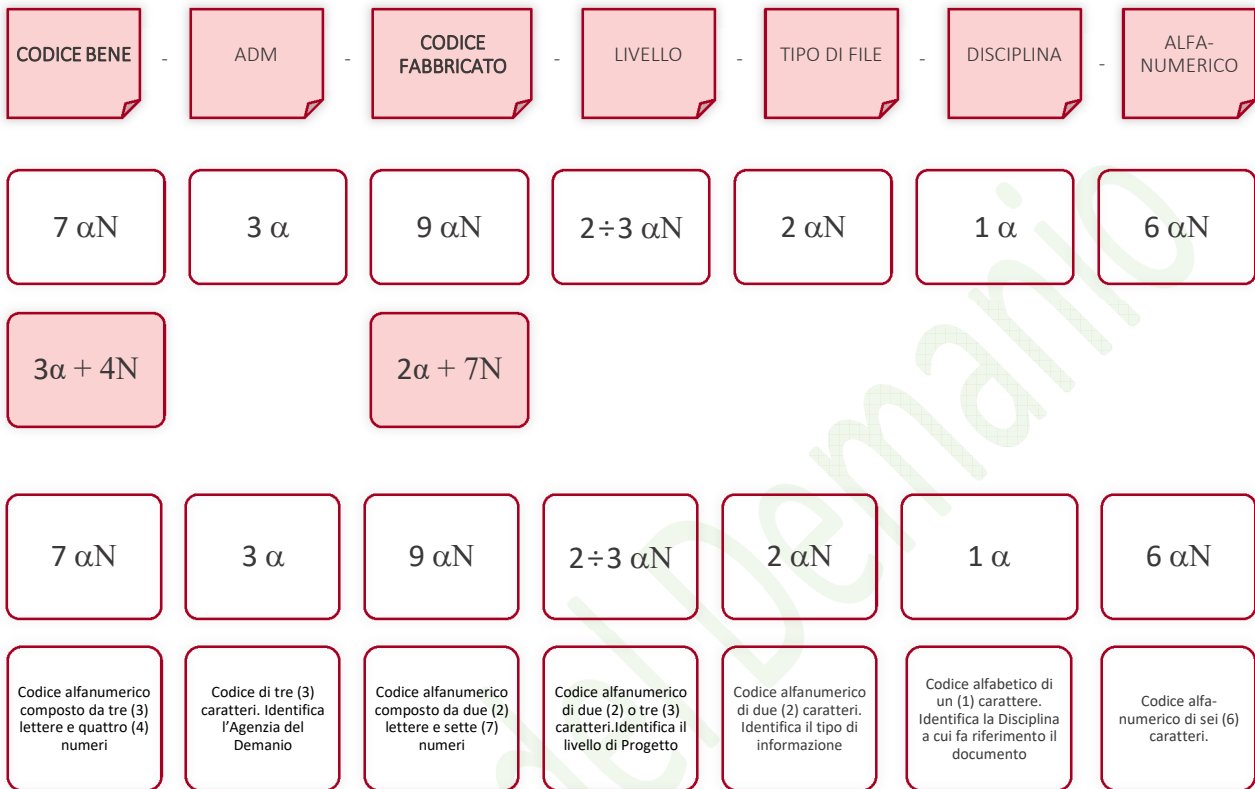 CODICE BENE - ADM - CODICE FABBRICATO - LIVELLO - TIPO DI FILE - DISCIPLINA - ALFA-NUMERICO
7 αN 3 α 9 αN 2÷3 αN 2 αN 1 α 6 αN
3α + 4N 2α + 7N
7 αN 3 α 9 αN 2÷3 αN 2 αN 1 α 6 αN
Codice alfanumerico
composto da tre (3)
lettere e quattro (4)
numeri
Codice di tre (3)
caratteri. Identifica
l'Agenzia del
Demanio
Codice alfanumerico
composto da due (2)
lettere e sette (7)
numeri
Codice alfanumerico
di due (2) o tre (3)
caratteri.Identifica il
livello di Progetto
Codice alfanumerico
di due (2) caratteri.
Identifica il tipo di
informazione
Codice alfabetico di
un (1) carattere.
Identifica la Disciplina
a cui fa riferimento il
documento
Codice alfa-
numerico di sei (6)
caratteri.
del Demanio